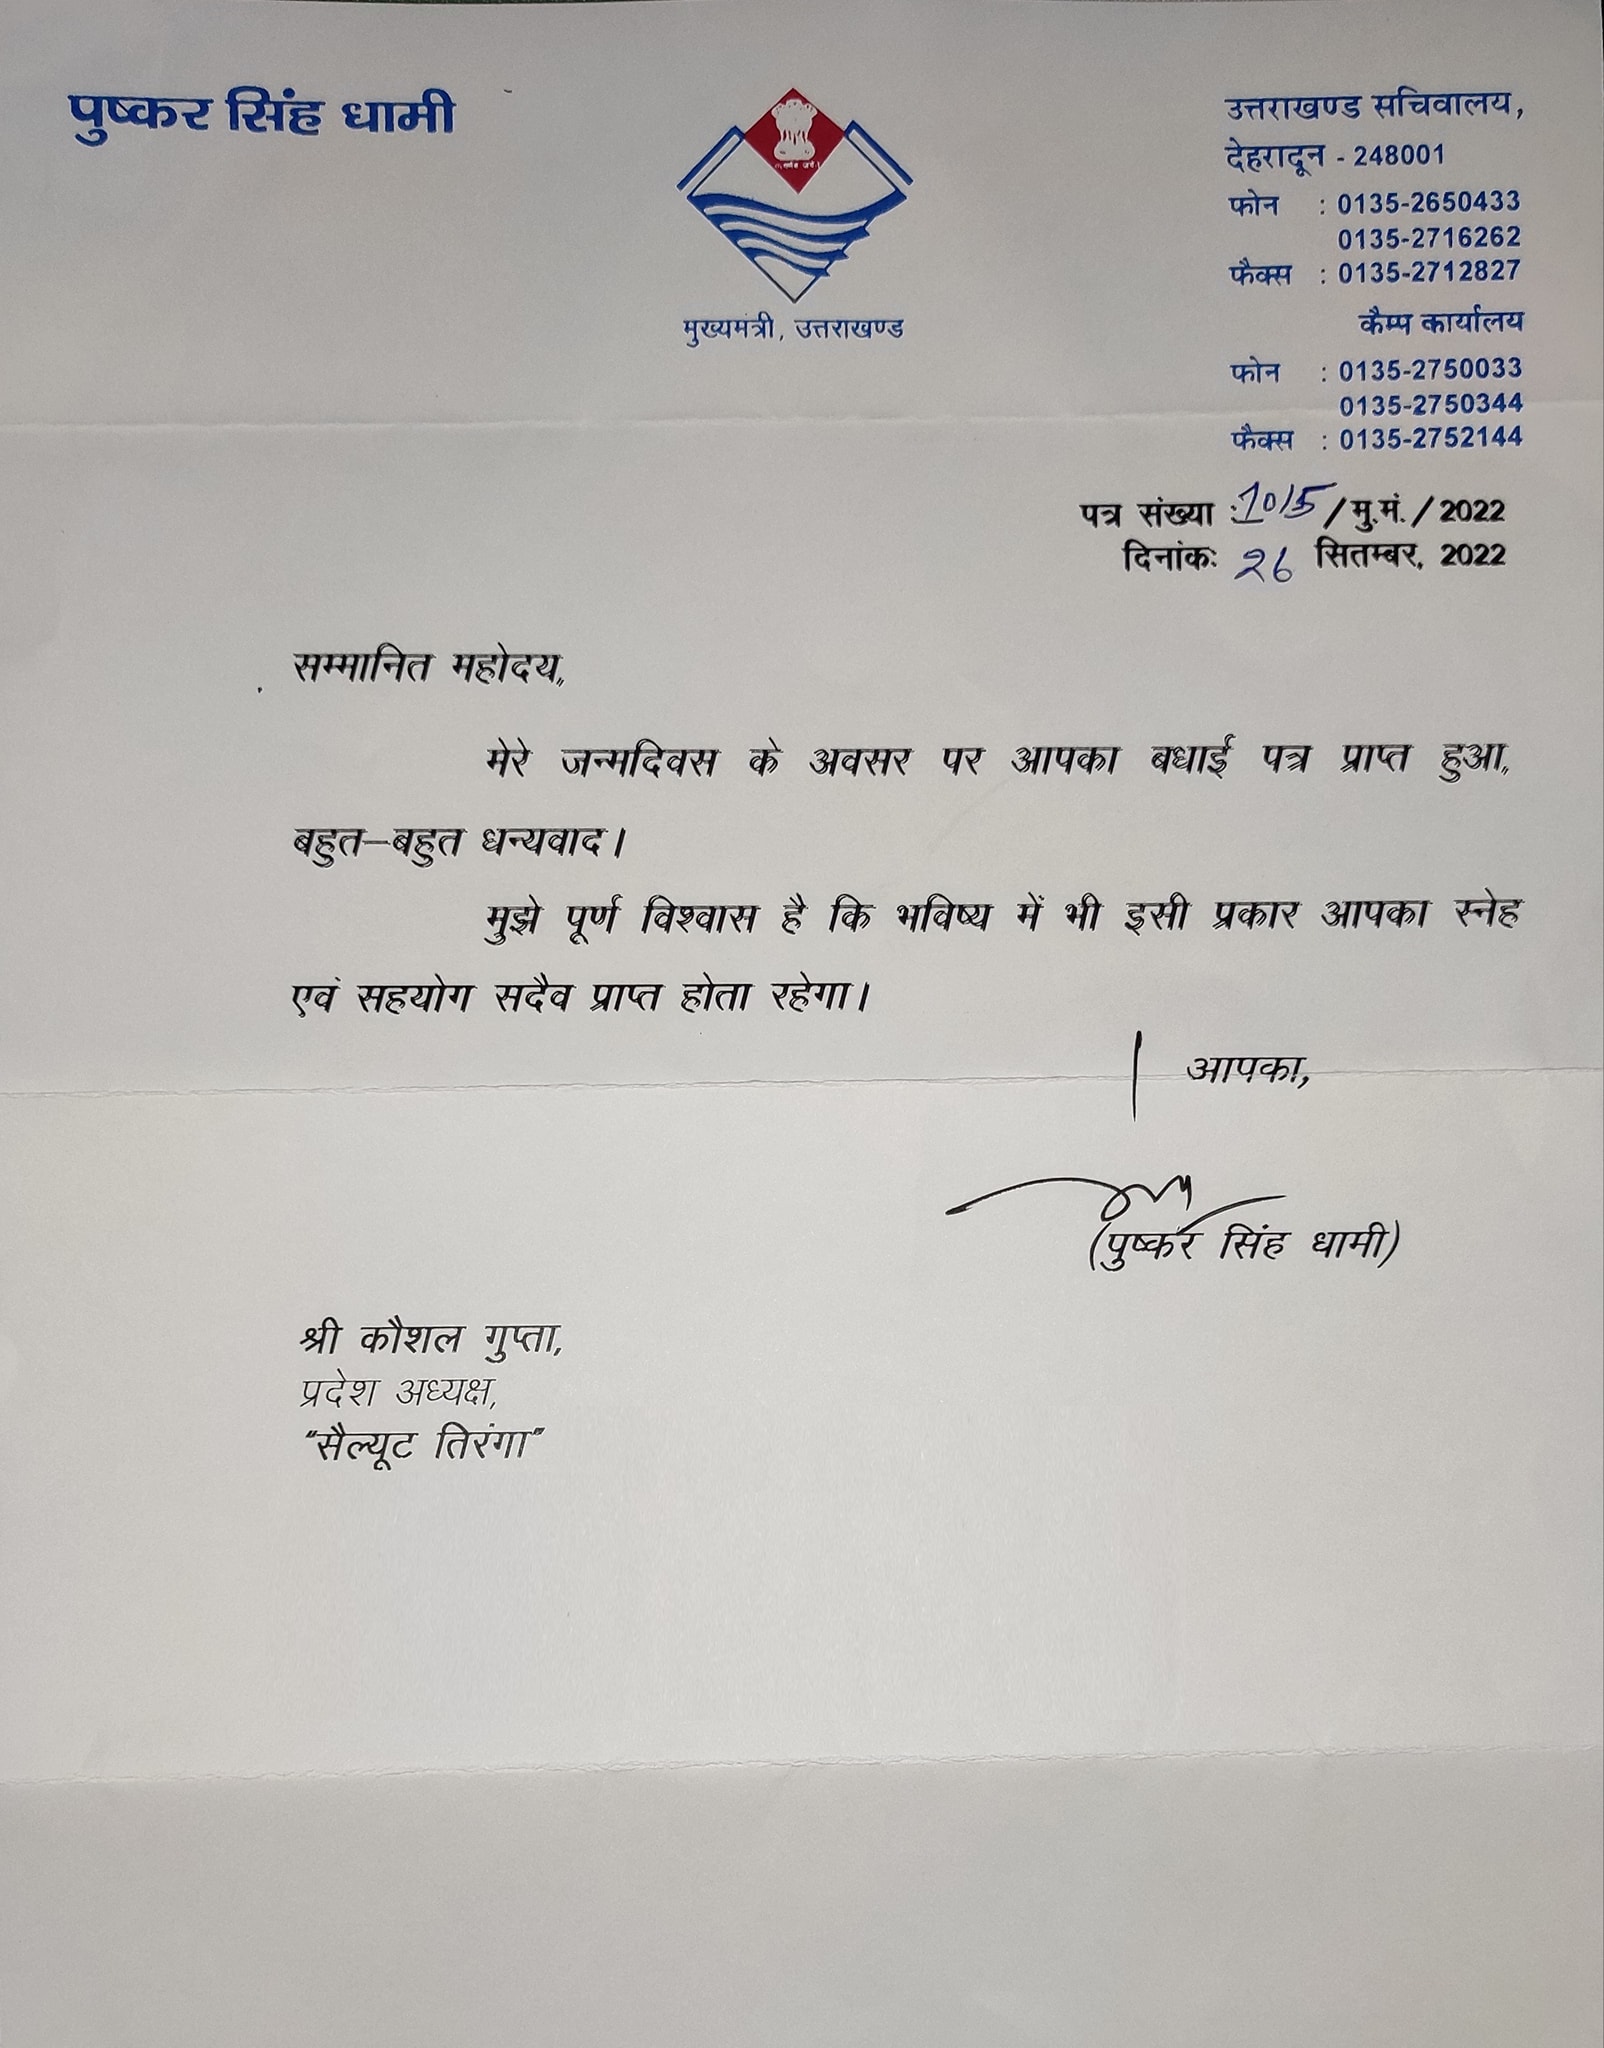 पुष्कर सिंह धामी
मुख्यमंत्री, उत्तराखण्ड
उत्तराखण्ड सचिवालय,
देहरादून - 248001
फोन : 0135-2650433
0135-2716262
फैक्स : 0135-2712827
कैम्प कार्यालय
फोन : 0135-2750033
0135-2750344
फैक्स : 0135-2752144
पत्र संख्या : 1015 /मु.मं./2022
दिनांक: 26 सितम्बर, 2022
सम्मानित महोदय,
मेरे जन्मदिवस के अवसर पर आपका बधाई पत्र प्राप्त हुआ,
बहुत–बहुत धन्यवाद।
मुझे पूर्ण विश्वास है कि भविष्य में भी इसी प्रकार आपका स्नेह
एवं सहयोग सदैव प्राप्त होता रहेगा।
आपका,
(पुष्कर सिंह धामी)
श्री कौशल गुप्ता,
प्रदेश अध्यक्ष,
"सैल्यूट तिरंगा"